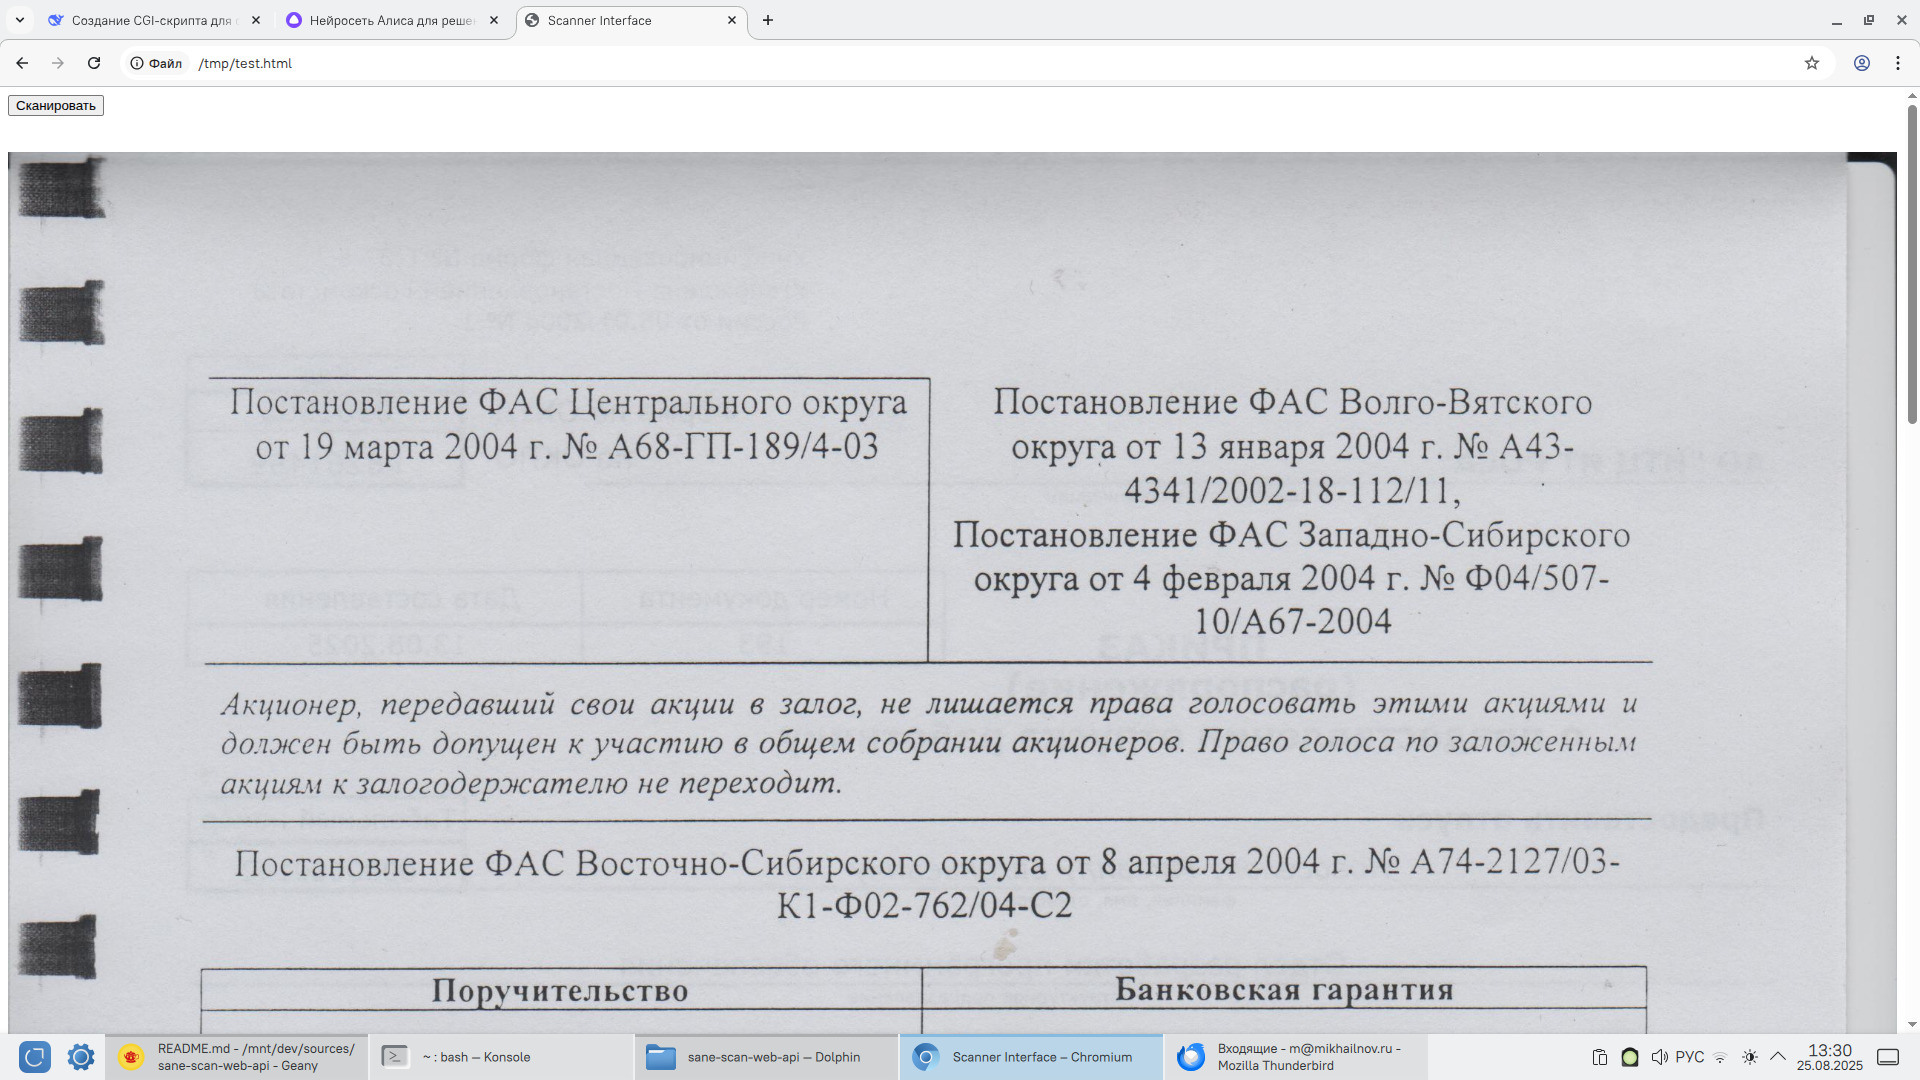 Создание CGI-скрипта для
Нейросеть Алиса для реше
Scanner Interface
Файл
/tmp/test.html
Сканировать
Постановление ФАС Центрального округа
от 19 марта 2004 г. № А68-ГП-189/4-03
Постановление ФАС Волго-Вятского
округа от 13 января 2004 г. № А43-
4341/2002-18-112/11,
Постановление ФАС Западно-Сибирского
округа от 4 февраля 2004 г. № Ф04/507-
10/А67-2004
Акционер, передавший свои акции в залог, не лишается права голосовать этими акциями и
должен быть допущен к участию в общем собрании акционеров. Право голоса по заложенным
акциям к залогодержателю не переходит.
Постановление ФАС Восточно-Сибирского округа от 8 апреля 2004 г. № А74-2127/03-
К1-Ф02-762/04-С2
Поручительство
Банковская гарантия
README.md - /mnt/dev/sources/
sane-scan-web-api - Geany
~ : bash — Konsole
sane-scan-web-api — Dolphin
Scanner Interface — Chromium
Входящие - m@mikhailnov.ru -
Mozilla Thunderbird
РУС
13:30
25.08.2025